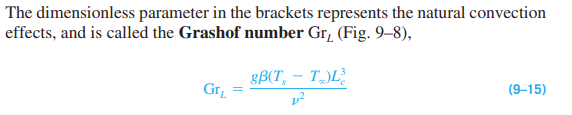 The dimensionless parameter in the brackets represents the natural convection
effects, and is called the Grashof number Gr_L (Fig. 9–8),
Gr_L = gβ(T_s − T_∞)L_c^3 / ν^2 (9–15)